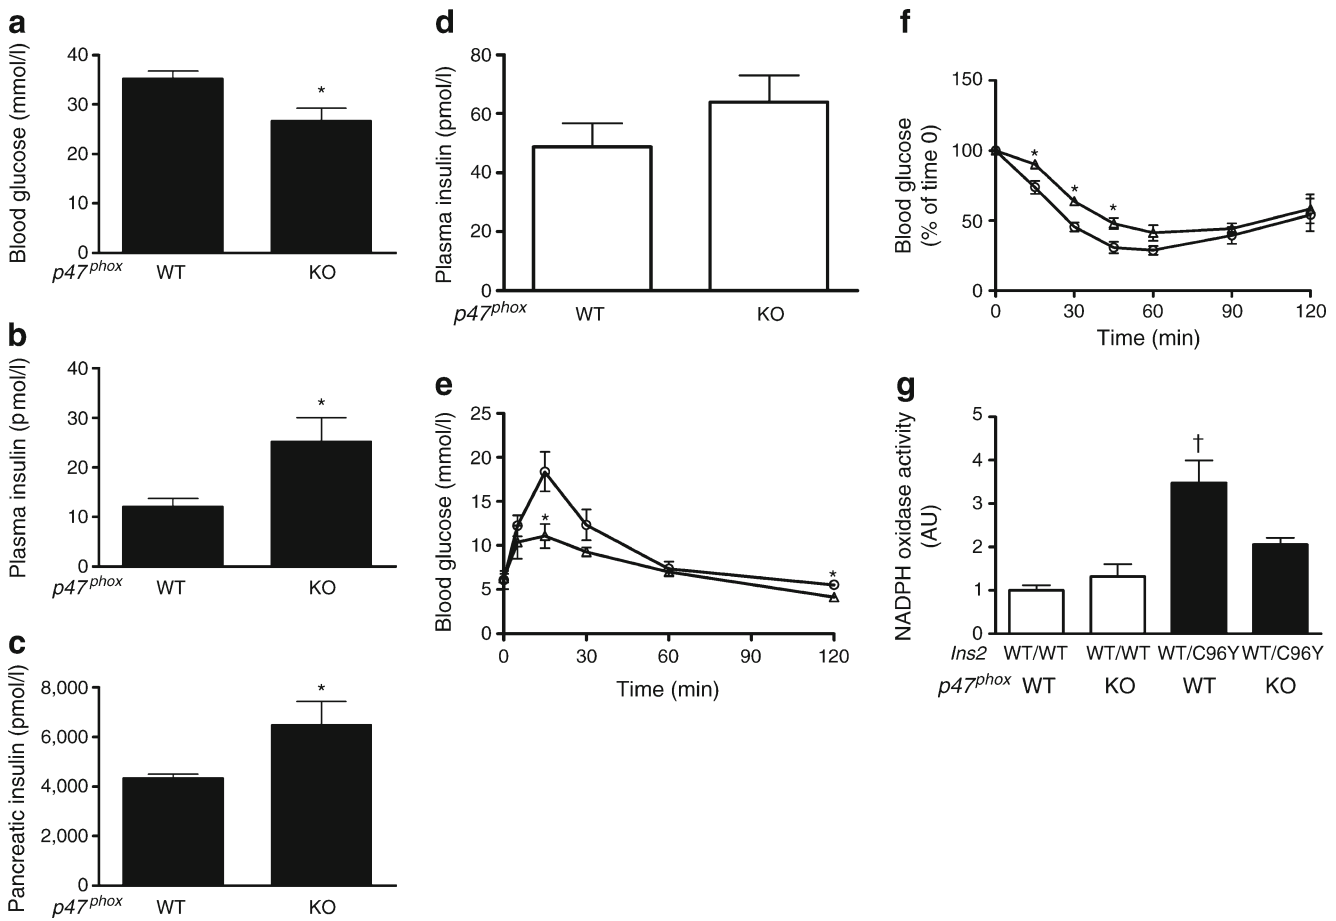 a
Blood glucose (mmol/l)
40
30
20
10
0
*
p47phox WT KO
b
Plasma insulin (pmol/l)
40
30
20
10
0
*
p47phox WT KO
c
Pancreatic insulin (pmol/l)
8,000
6,000
4,000
2,000
0
*
p47phox WT KO
d
Plasma insulin (pmol/l)
80
60
40
20
0
p47phox WT KO
e
Blood glucose (mmol/l)
25
20
15
10
5
0
*
*
0 30 60 90 120
Time (min)
f
Blood glucose
(% of time 0)
150
100
50
0
* * *
0 30 60 90 120
Time (min)
g
NADPH oxidase activity
(AU)
5
4
3
2
1
0
†
Ins2 WT/WT WT/WT WT/C96Y WT/C96Y
p47phox WT KO WT KO